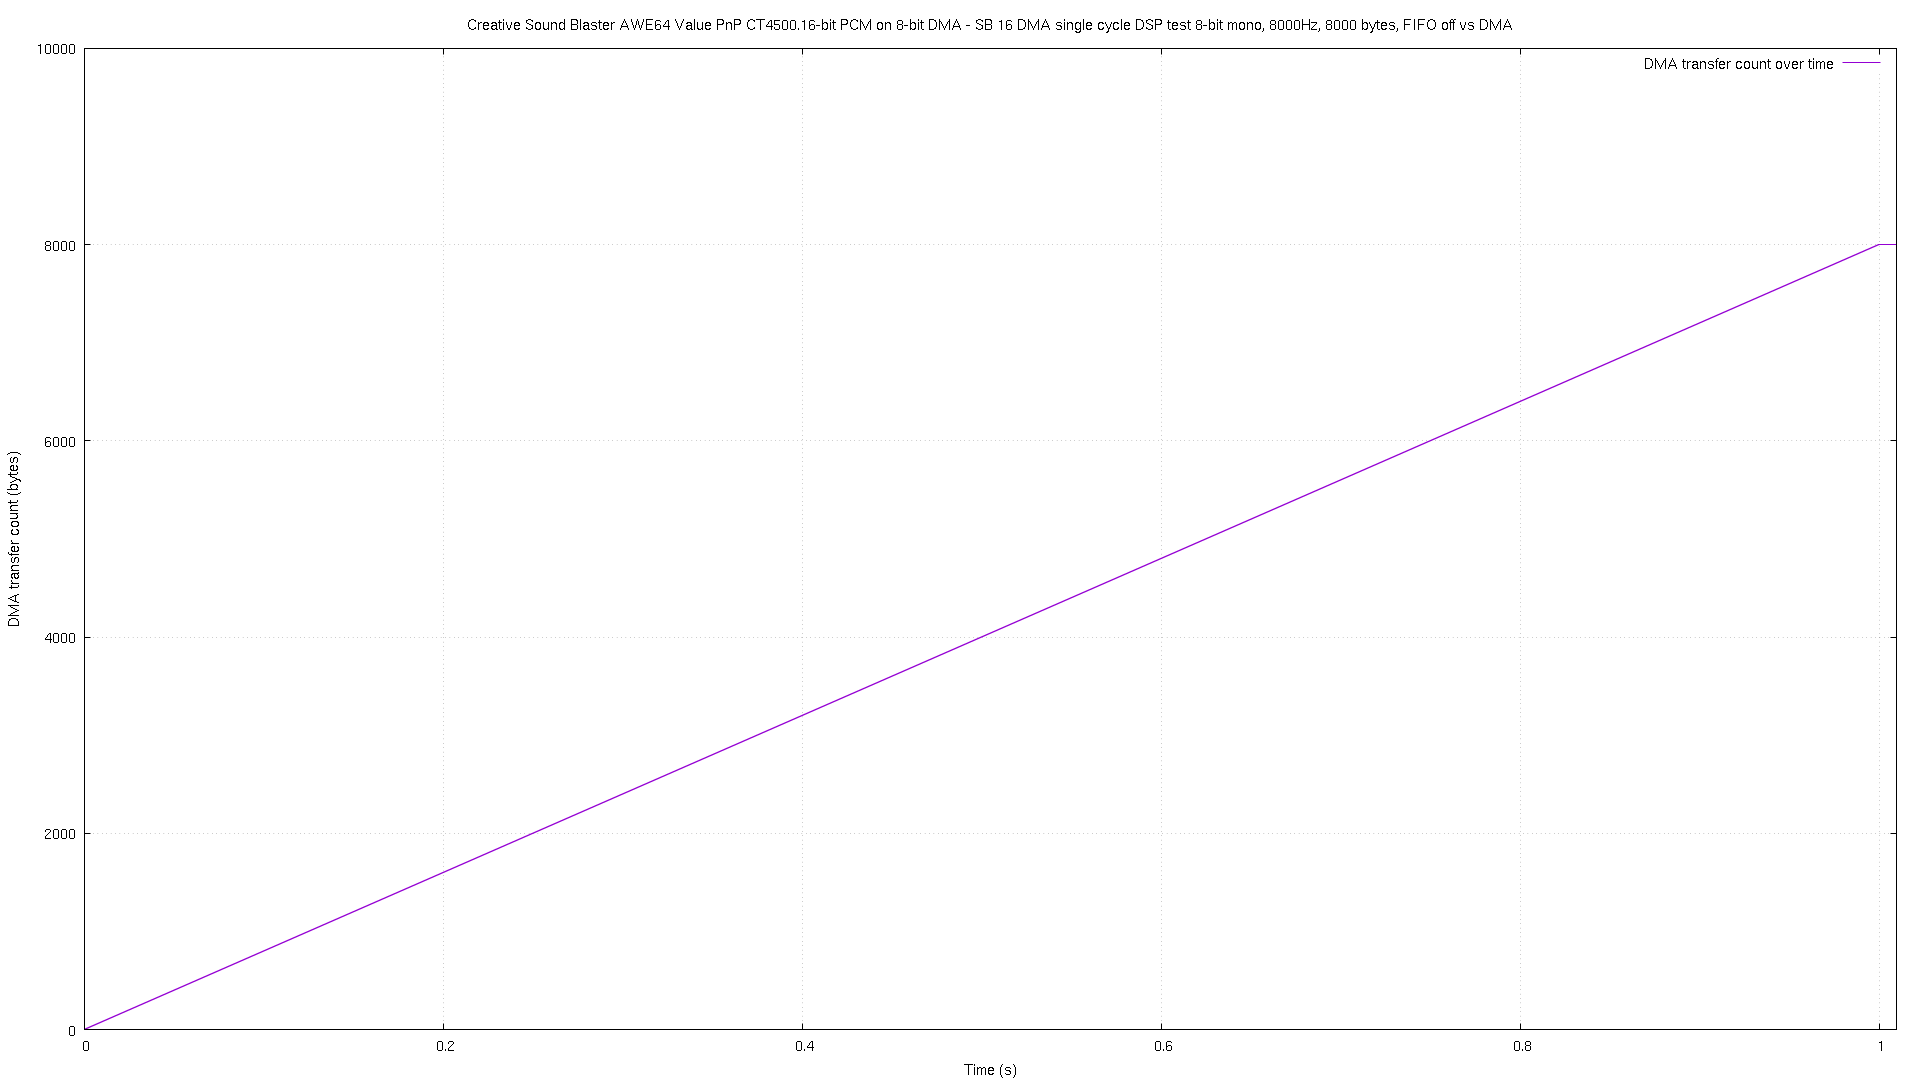 Creative Sound Blaster AWE64 Value PnP CT4500.16-bit PCM on 8-bit DMA - SB 16 DMA single cycle DSP test 8-bit mono, 8000Hz, 8000 bytes, FIFO off vs DMA
DMA transfer count over time
10000
8000
6000
4000
2000
0
DMA transfer count (bytes)
0 0.2 0.4 0.6 0.8 1
Time (s)